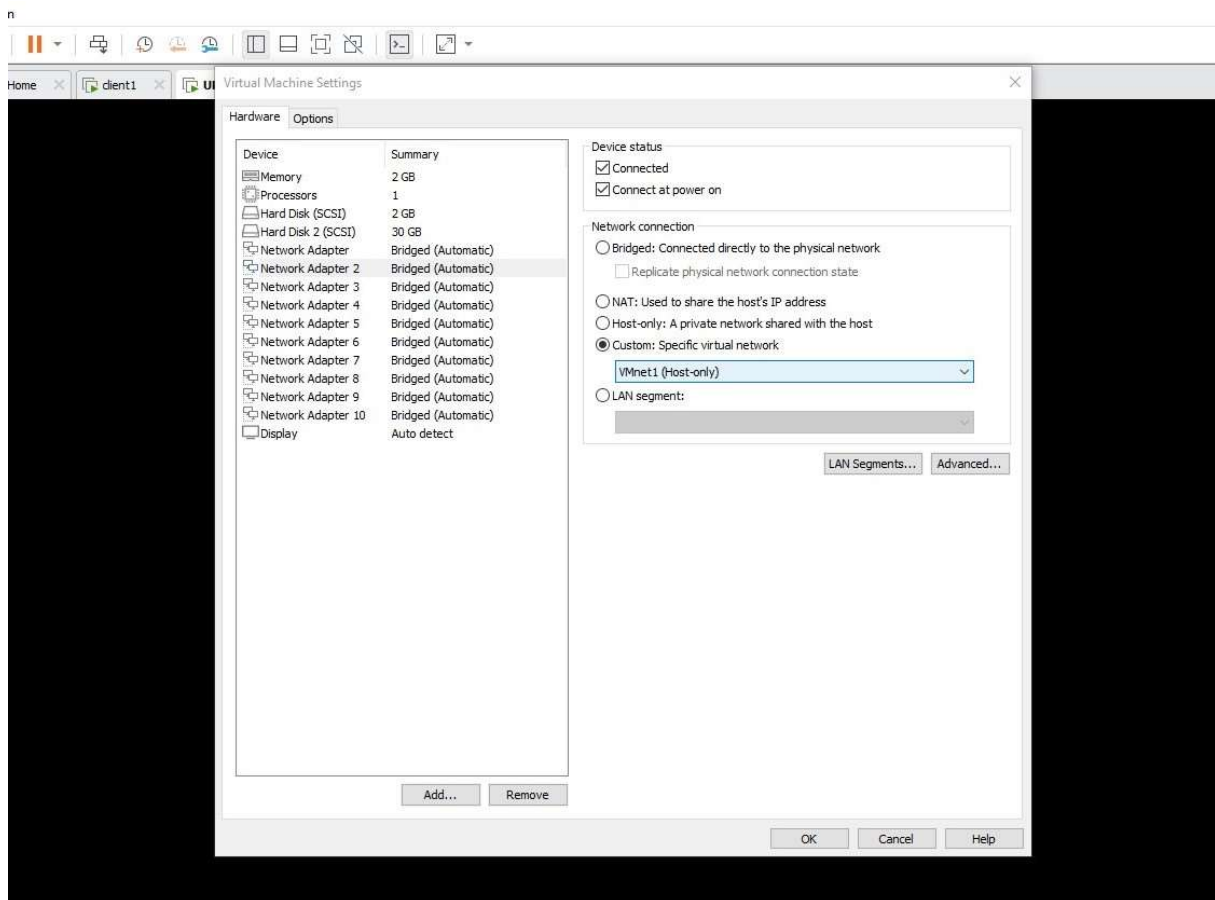 n
Home
client1
Virtual Machine Settings
Hardware Options
Device Summary
Memory 2 GB
Processors 1
Hard Disk (SCSI) 2 GB
Hard Disk 2 (SCSI) 30 GB
Network Adapter Bridged (Automatic)
Network Adapter 2 Bridged (Automatic)
Network Adapter 3 Bridged (Automatic)
Network Adapter 4 Bridged (Automatic)
Network Adapter 5 Bridged (Automatic)
Network Adapter 6 Bridged (Automatic)
Network Adapter 7 Bridged (Automatic)
Network Adapter 8 Bridged (Automatic)
Network Adapter 9 Bridged (Automatic)
Network Adapter 10 Bridged (Automatic)
Display Auto detect
Add...
Remove
Device status
Connected
Connect at power on
Network connection
Bridged: Connected directly to the physical network
Replicate physical network connection state
NAT: Used to share the host's IP address
Host-only: A private network shared with the host
Custom: Specific virtual network
VMnet1 (Host-only)
LAN segment:
LAN Segments...
Advanced...
OK
Cancel
Help